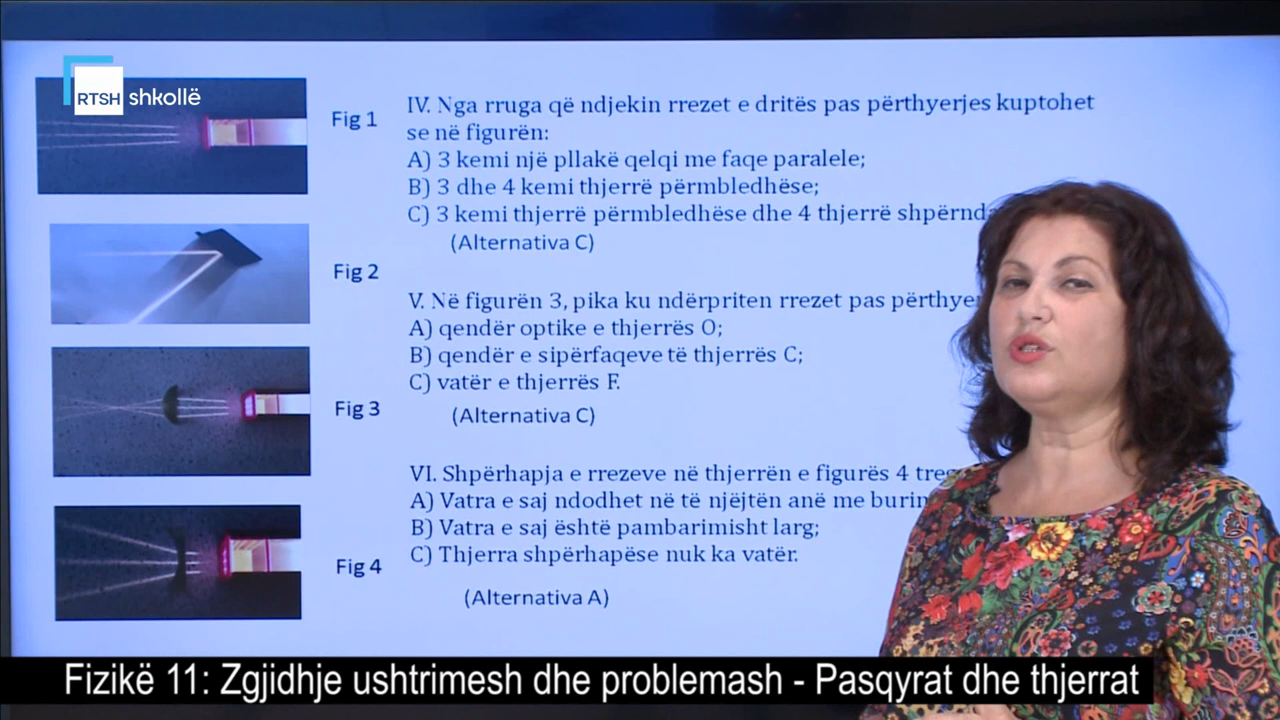 RTSH shkollë
Fig 1
IV. Nga rruga që ndjekin rrezet e dritës pas përthyerjes kuptohet
se në figurën:
A) 3 kemi një pllakë qelqi me faqe paralele;
B) 3 dhe 4 kemi thjerrë përmbledhëse;
C) 3 kemi thjerrë përmbledhëse dhe 4 thjerrë
(Alternativa C)
Fig 2
V. Në figurën 3, pika ku ndërpriten rrezet pas
A) qendër optike e thjerrës O;
B) qendër e sipërfaqeve të thjerrës C;
C) vatër e thjerrës F.
Fig 3
(Alternativa C)
VI. Shpërhapja e rrezeve në thjerrën e figurës 4
A) Vatra e saj ndodhet në të njëjtën anë me
B) Vatra e saj është pambarimisht larg;
C) Thjerra shpërhapëse nuk ka vatër.
Fig 4
(Alternativa A)
Fizikë 11: Zgjidhje ushtrimesh dhe problemash - Pasqyrat dhe thjerrat